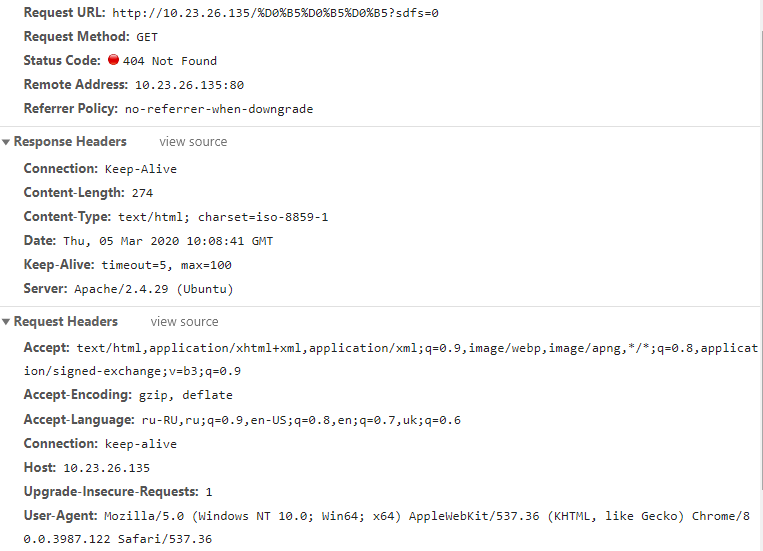 Request URL: http://10.23.26.135/%D0%B5%D0%B5%D0%B5?sdfs=0
Request Method: GET
Status Code: 404 Not Found
Remote Address: 10.23.26.135:80
Referrer Policy: no-referrer-when-downgrade
Response Headers view source
Connection: Keep-Alive
Content-Length: 274
Content-Type: text/html; charset=iso-8859-1
Date: Thu, 05 Mar 2020 10:08:41 GMT
Keep-Alive: timeout=5, max=100
Server: Apache/2.4.29 (Ubuntu)
Request Headers view source
Accept: text/html,application/xhtml+xml,application/xml;q=0.9,image/webp,image/apng,*/*;q=0.8,applicat
ion/signed-exchange;v=b3;q=0.9
Accept-Encoding: gzip, deflate
Accept-Language: ru-RU,ru;q=0.9,en-US;q=0.8,en;q=0.7,uk;q=0.6
Connection: keep-alive
Host: 10.23.26.135
Upgrade-Insecure-Requests: 1
User-Agent: Mozilla/5.0 (Windows NT 10.0; Win64; x64) AppleWebKit/537.36 (KHTML, like Gecko) Chrome/8
0.0.3987.122 Safari/537.36